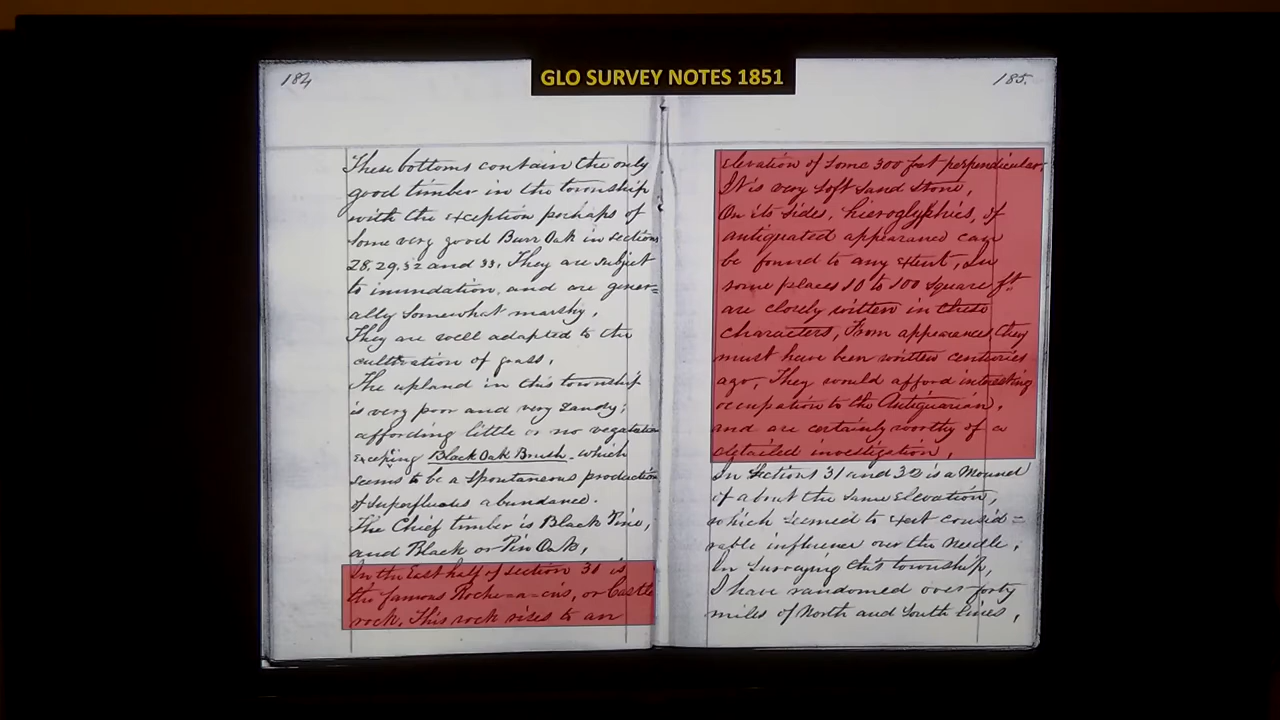 GLO SURVEY NOTES 1851
184
These bottoms contain the only
good timber in the township
with the exception perhaps of
some very good Burr Oak in sections
28, 29, 32 and 33. They are subject
to inundation, and are gener=
ally somewhat marshy,
They are well adapted to the
cultivation of grass,
The upland in this township
is very poor and very sandy;
affording little or no vegetation
excepting Black Oak Brush, which
seems to be a spontaneous production
of superfluous abundance.
The Chief timber is Black Pine,
and Black or Pin Oak,
In the East half of section 30 is
the famous Roche-a-cris, or Castle
rock. This rock rises to an
185.
elevation of some 300 feet perpendicular,
It is very soft Sand Stone,
On its sides, hieroglyphics, of
antiquated appearance can
be found to any extent, In
some places 10 to 100 square ft
are closely written in these
characters, From appearances they
must have been written centuries
ago, They would afford interesting
occupation to the Antiquarian,
and are certainly worthy of a
detailed investigation,
In Sections 31 and 32 is a Mound
of about the same Elevation,
which seemed to exert consid=
rable influence over the Needle,
In surveying this township,
I have randomed over forty
miles of North and South lines,